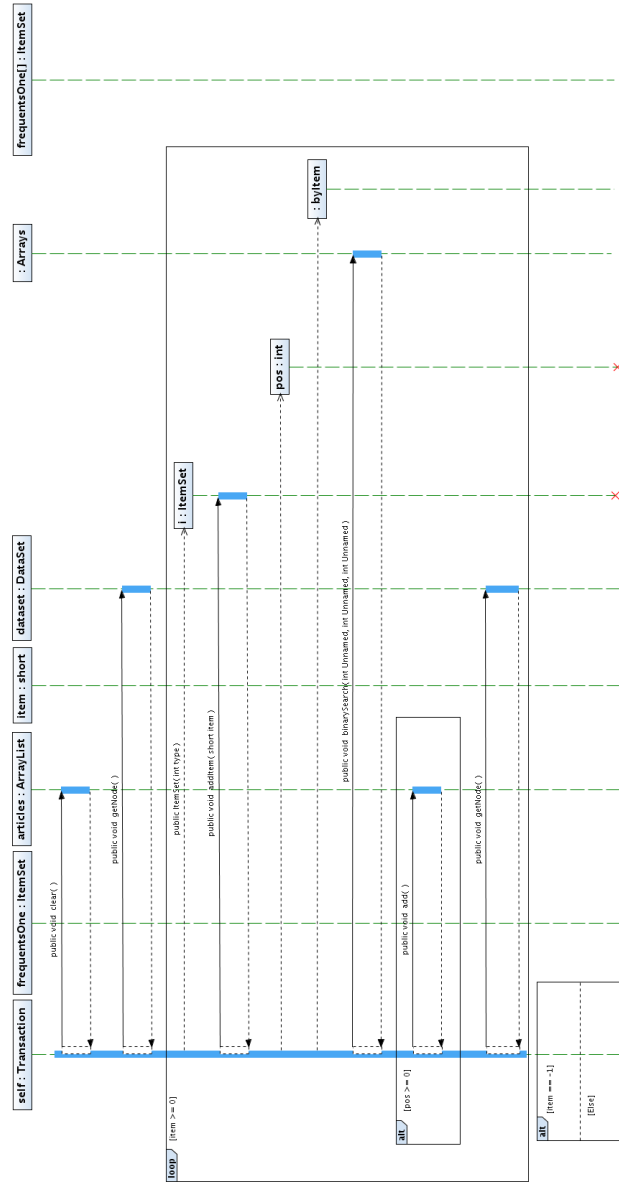 self : Transaction
frequentsOne : ItemSet
articles : ArrayList
item : short
dataset : DataSet
: Arrays
frequentsOne[] : ItemSet
public void clear( )
public void getNode( )
loop
[item >= 0]
public ItemSet( int type )
i : ItemSet
public void addItem( short item )
pos : int
: byItem
public void binarySearch( int Unnamed, int Unnamed, int Unnamed )
alt
[pos >= 0]
public void add( )
public void getNode( )
alt
[item == -1]
[Else]